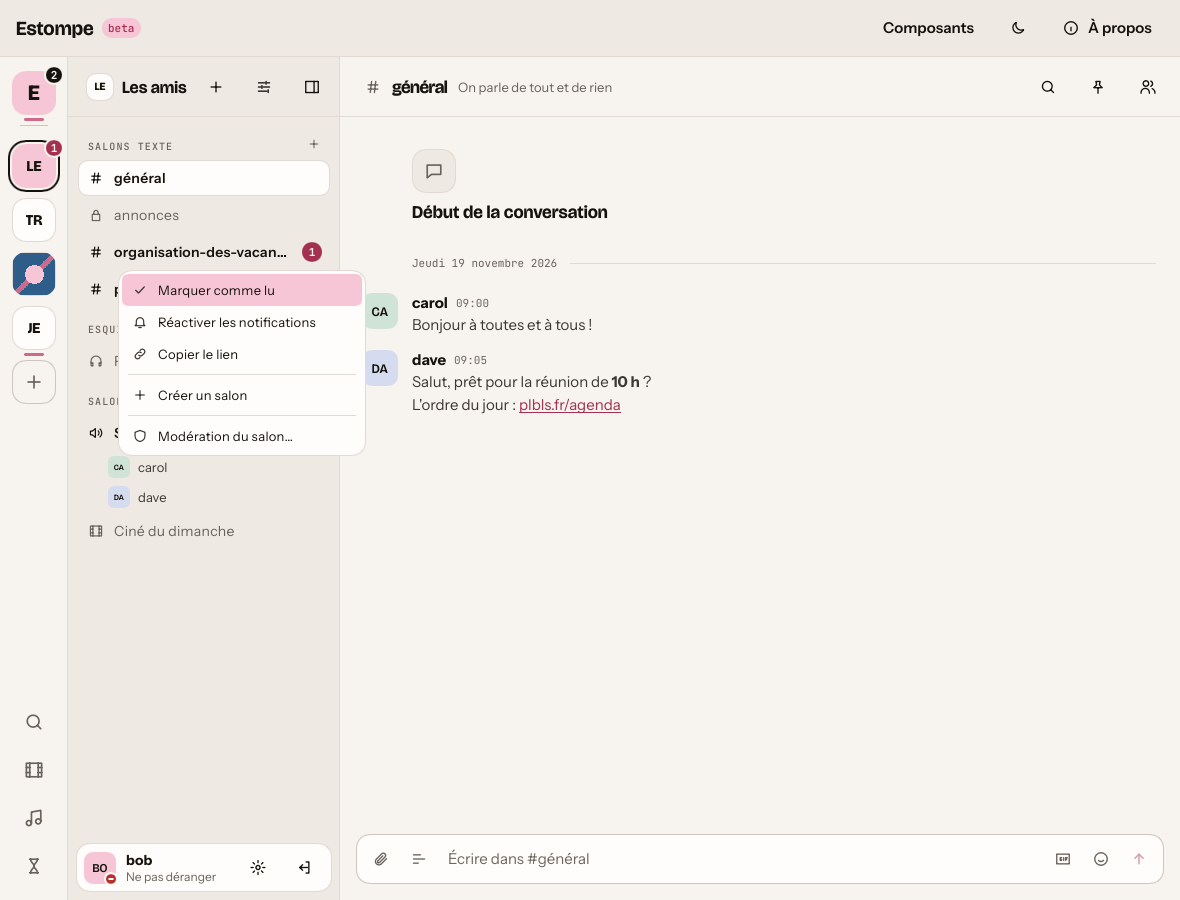 Estompe beta
Composants
À propos
E 2
LE 1
TR
JE
LE Les amis
SALONS TEXTE
# général
annonces
# organisation-des-vacan... 1
#
Marquer comme lu
Réactiver les notifications
Copier le lien
Créer un salon
Modération du salon…
CA carol
DA dave
Ciné du dimanche
BO bob
Ne pas déranger
# général On parle de tout et de rien
Début de la conversation
Jeudi 19 novembre 2026
CA carol 09:00
Bonjour à toutes et à tous !
DA dave 09:05
Salut, prêt pour la réunion de 10 h ?
L'ordre du jour : plbls.fr/agenda
Écrire dans #général
GIF